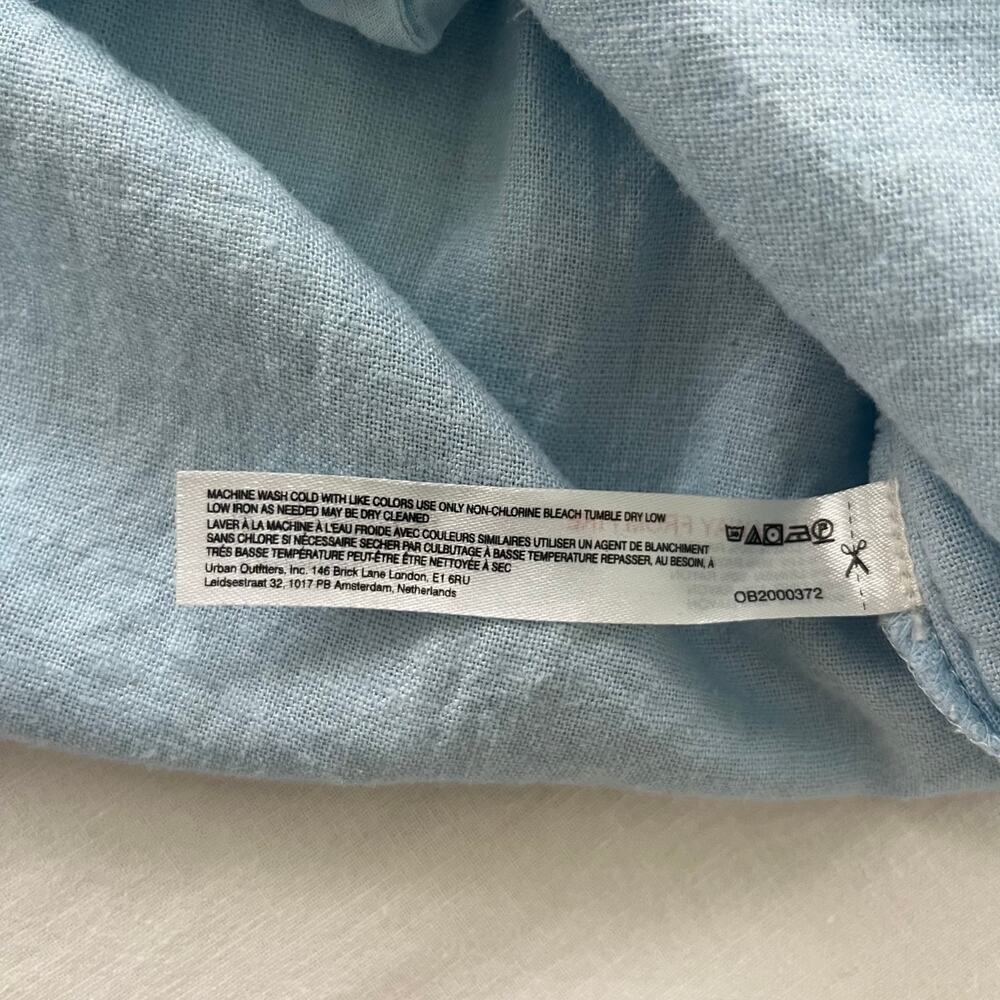 MACHINE WASH COLD WITH LIKE COLORS USE ONLY NON-CHLORINE BLEACH TUMBLE DRY LOW
LOW IRON AS NEEDED MAY BE DRY CLEANED
LAVER À LA MACHINE À L'EAU FROIDE AVEC COULEURS SIMILAIRES UTILISER UN AGENT DE BLANCHIMENT
SANS CHLORE SI NÉCESSAIRE SECHER PAR CULBUTAGE À BASSE TEMPERATURE REPASSER, AU BESOIN, À
TRÈS BASSE TEMPÉRATURE PEUT-ÊTRE ÊTRE NETTOYÉE À SEC
Urban Outfitters, Inc. 146 Brick Lane London, E1 6RU
Leidsestraat 32, 1017 PB Amsterdam, Netherlands
OB2000372